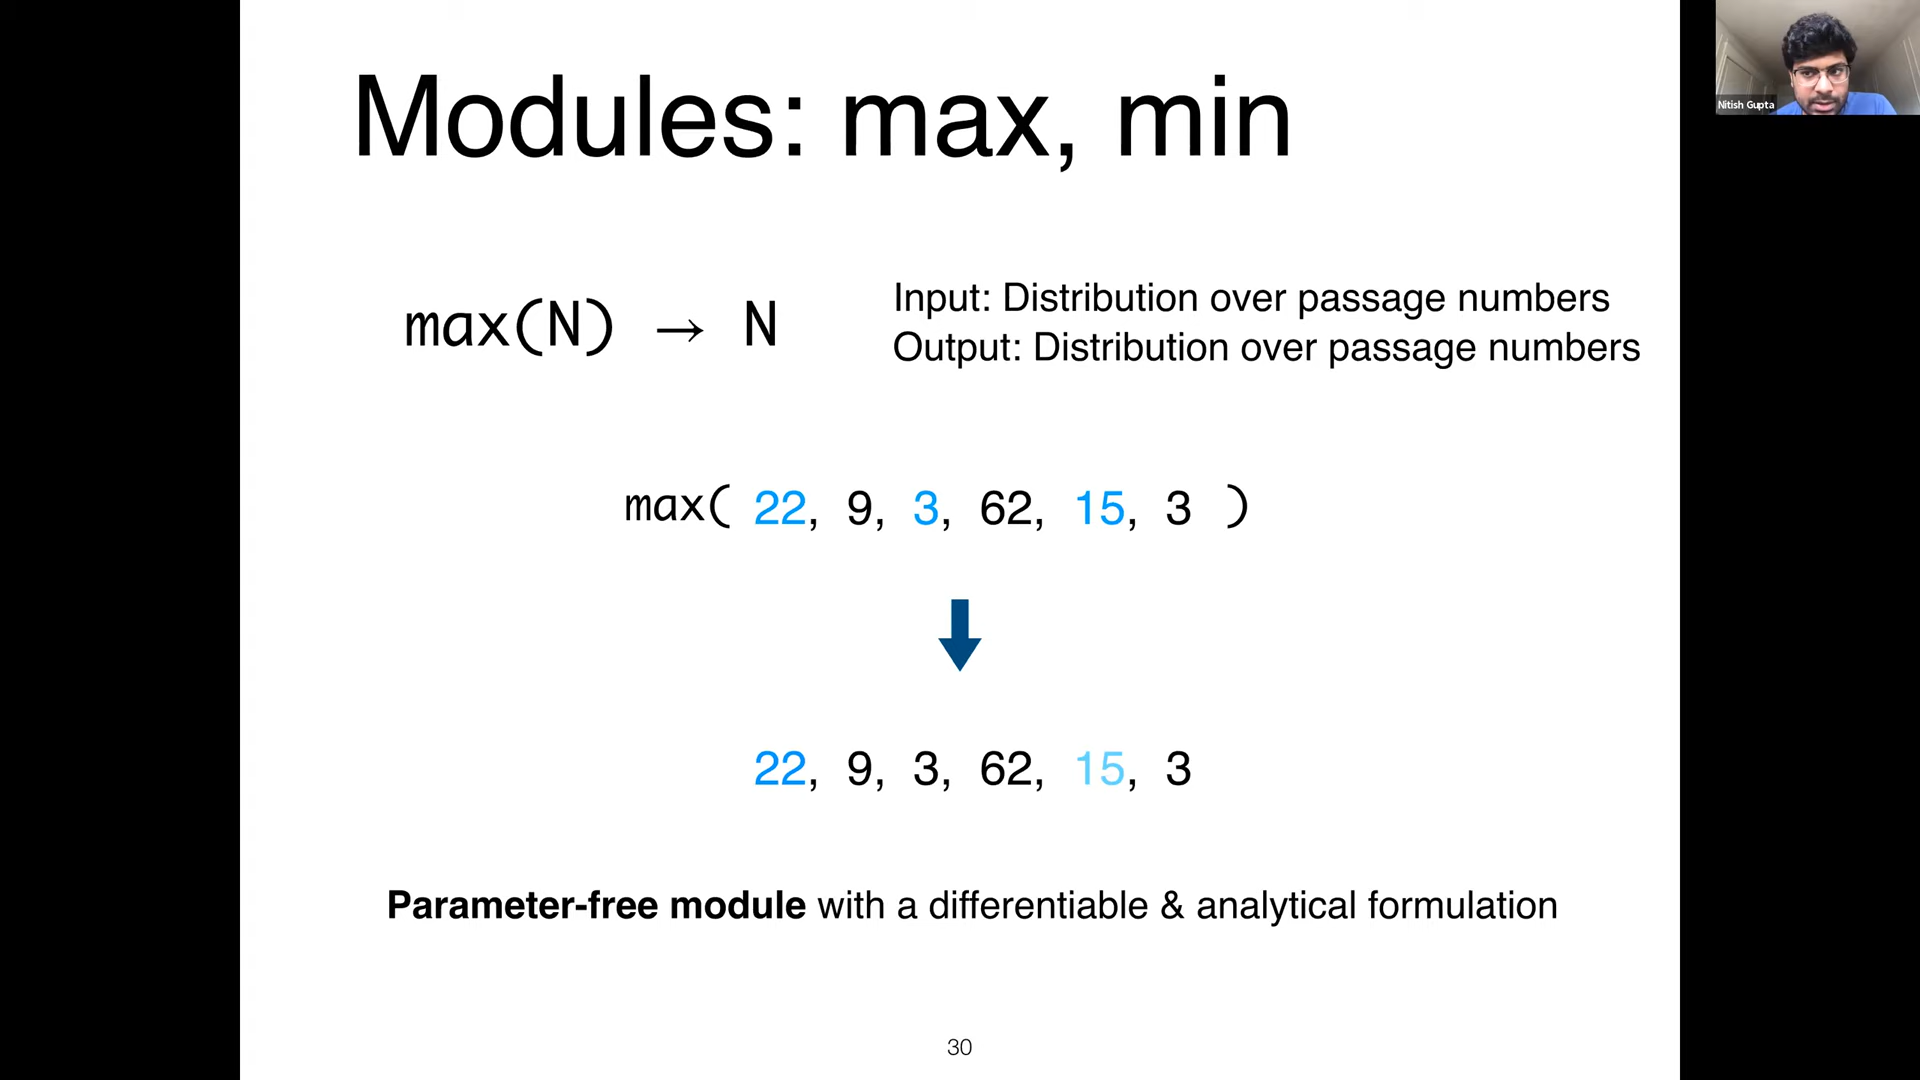 Modules: max, min
Nitish Gupta
max(N) → N
Input: Distribution over passage numbers
Output: Distribution over passage numbers
max( 22, 9, 3, 62, 15, 3 )
22, 9, 3, 62, 15, 3
Parameter-free module with a differentiable & analytical formulation
30